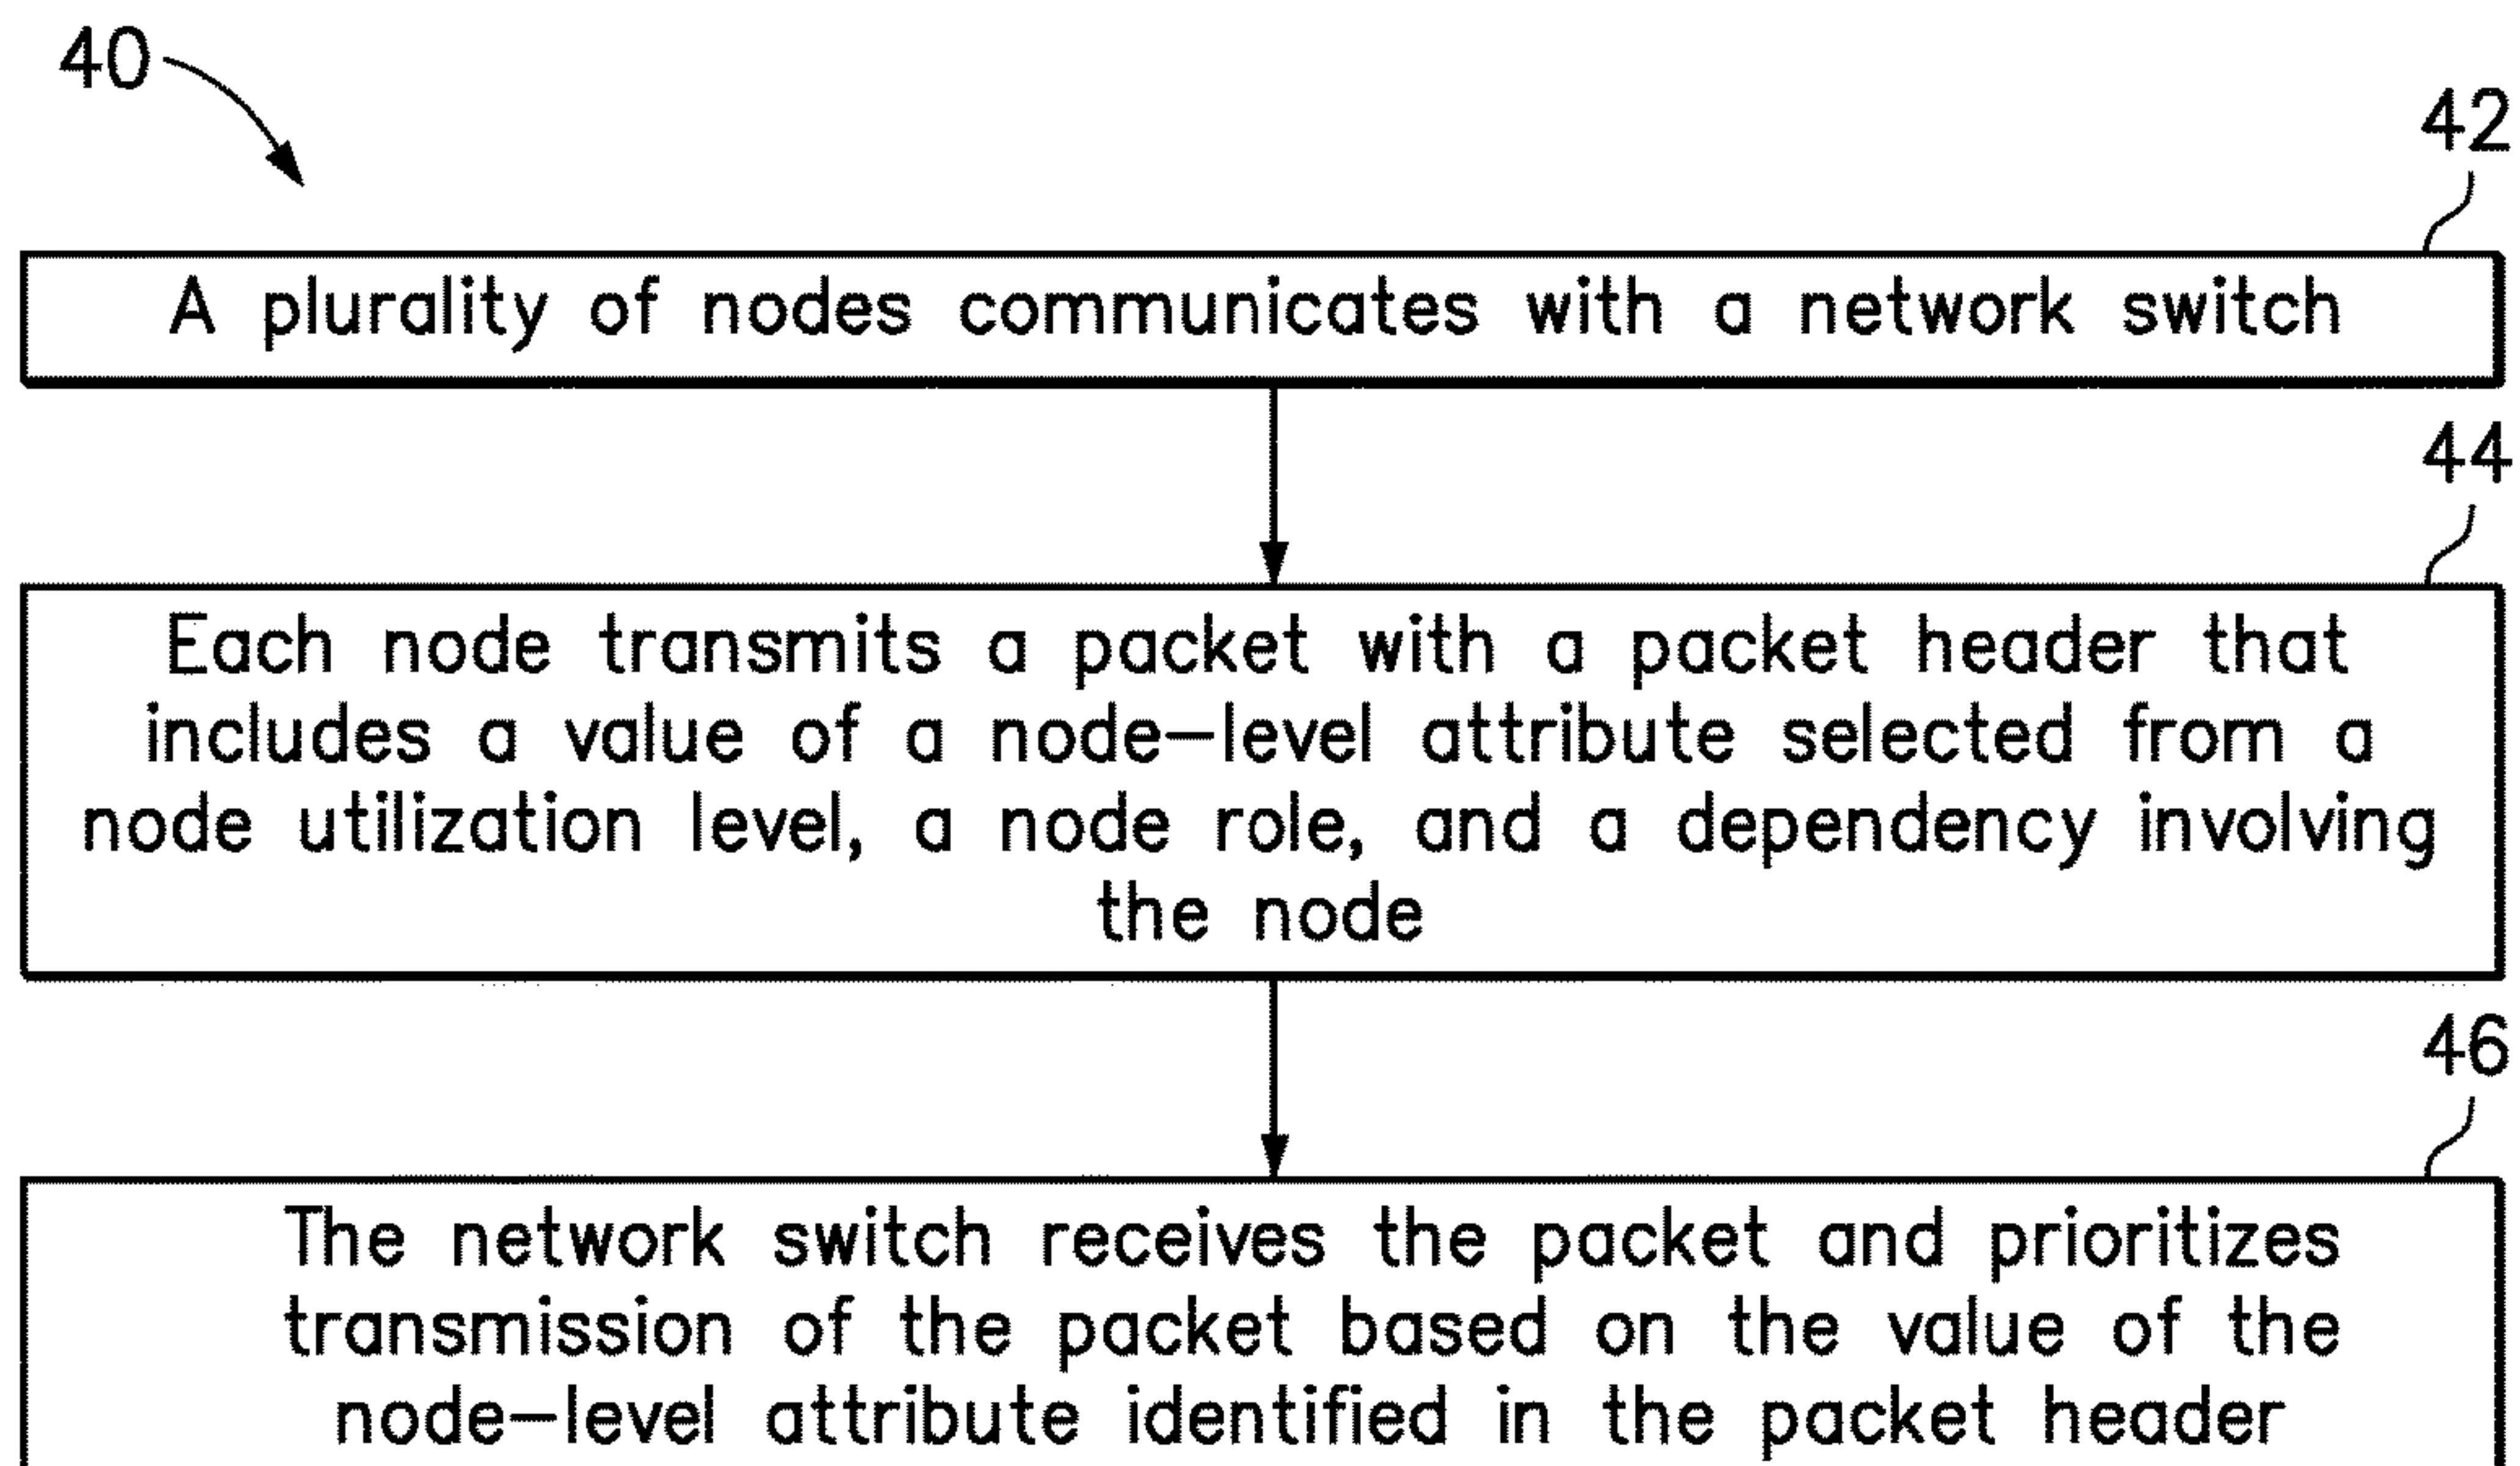 40
42
A plurality of nodes communicates with a network switch
44
Each node transmits a packet with a packet header that
includes a value of a node–level attribute selected from a
node utilization level, a node role, and a dependency involving
the node
46
The network switch receives the packet and prioritizes
transmission of the packet based on the value of the
node–level attribute identified in the packet header